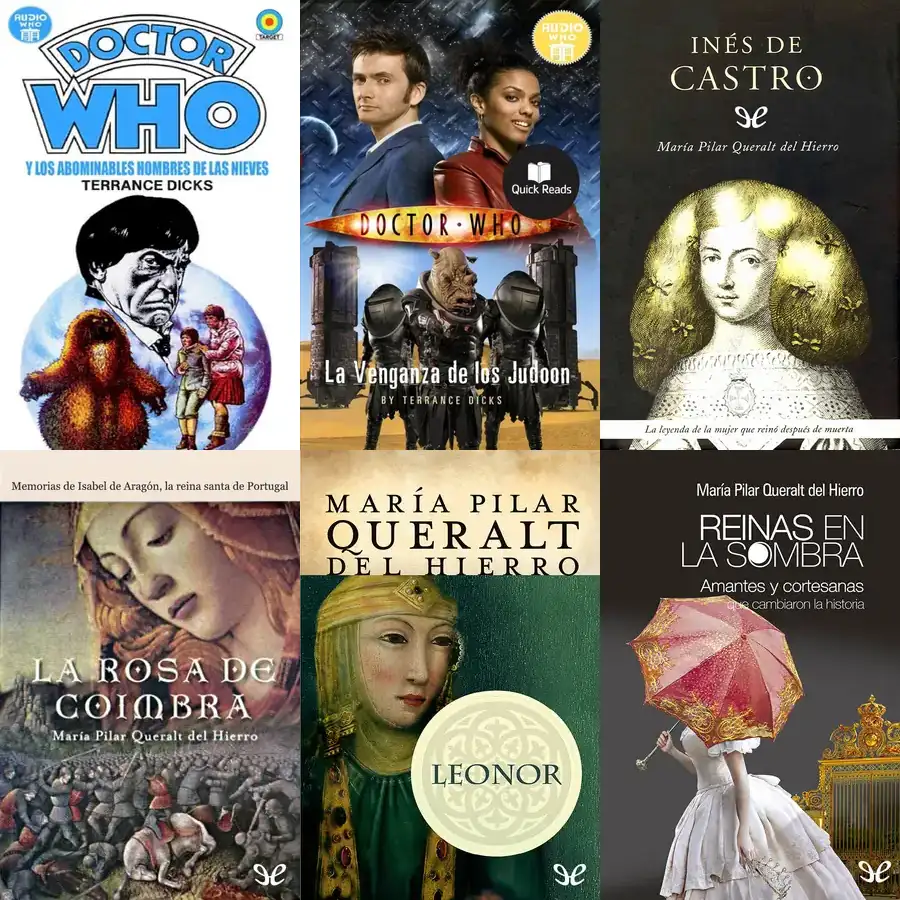 AUDIO
WHO
TARGET
DOCTOR
WHO
Y LOS ABOMINABLES HOMBRES DE LAS NIEVES
TERRANCE DICKS
AUDIO
WHO
Quick Reads
DOCTOR·WHO
La Venganza de los Judoon
BY TERRANCE DICKS
INÉS DE
CASTRO
María Pilar Queralt del Hierro
La leyenda de la mujer que reinó después de muerta
Memorias de Isabel de Aragón, la reina santa de Portugal
LA ROSA DE
COIMBRA
María Pilar Queralt del Hierro
MARÍA PILAR
QUERALT
DEL HIERRO
LEONOR
María Pilar Queralt del Hierro
REINAS EN
LA SOMBRA
Amantes y cortesanas
que cambiaron la historia